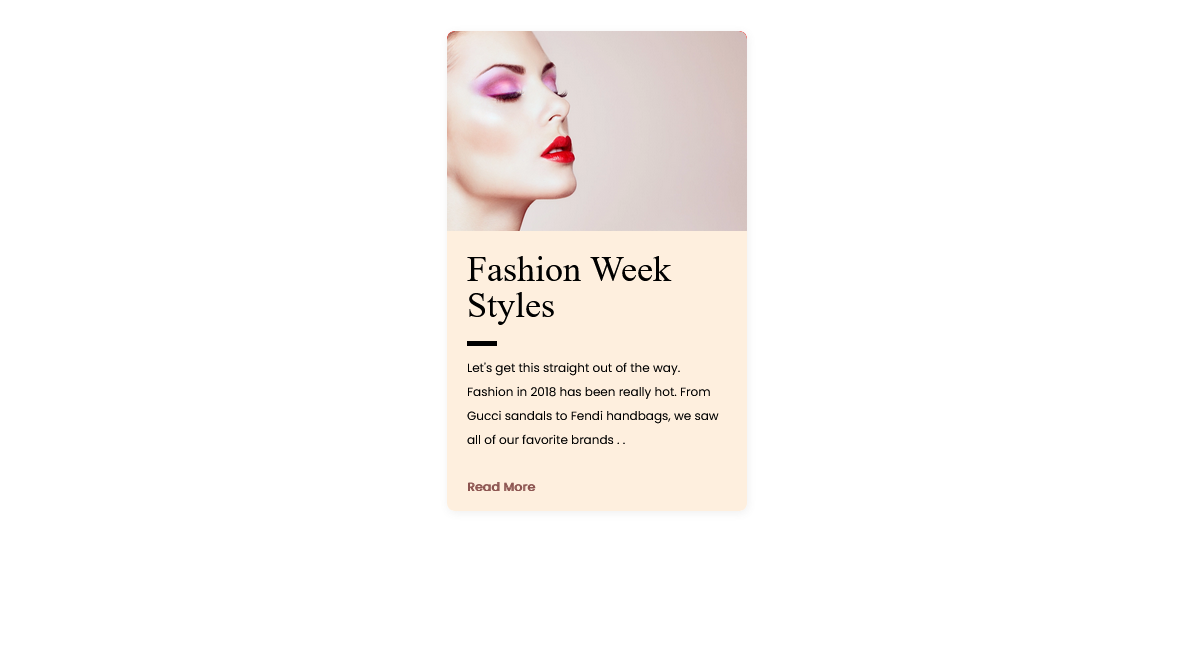 Fashion Week
Styles
Let's get this straight out of the way.
Fashion in 2018 has been really hot. From
Gucci sandals to Fendi handbags, we saw
all of our favorite brands . .
Read More